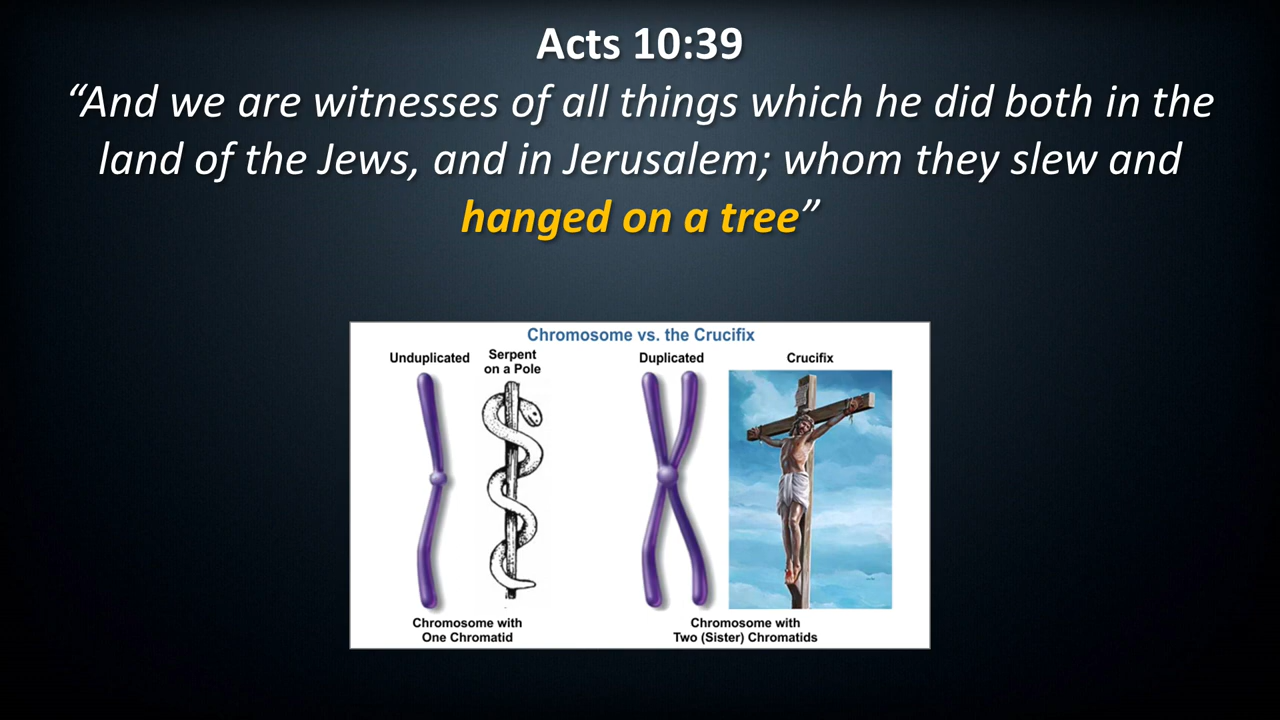 Acts 10:39
“And we are witnesses of all things which he did both in the
land of the Jews, and in Jerusalem; whom they slew and
hanged on a tree”
Chromosome vs. the Crucifix
Unduplicated
Serpent
on a Pole
Duplicated
Crucifix
Chromosome with
One Chromatid
Chromosome with
Two (Sister) Chromatids